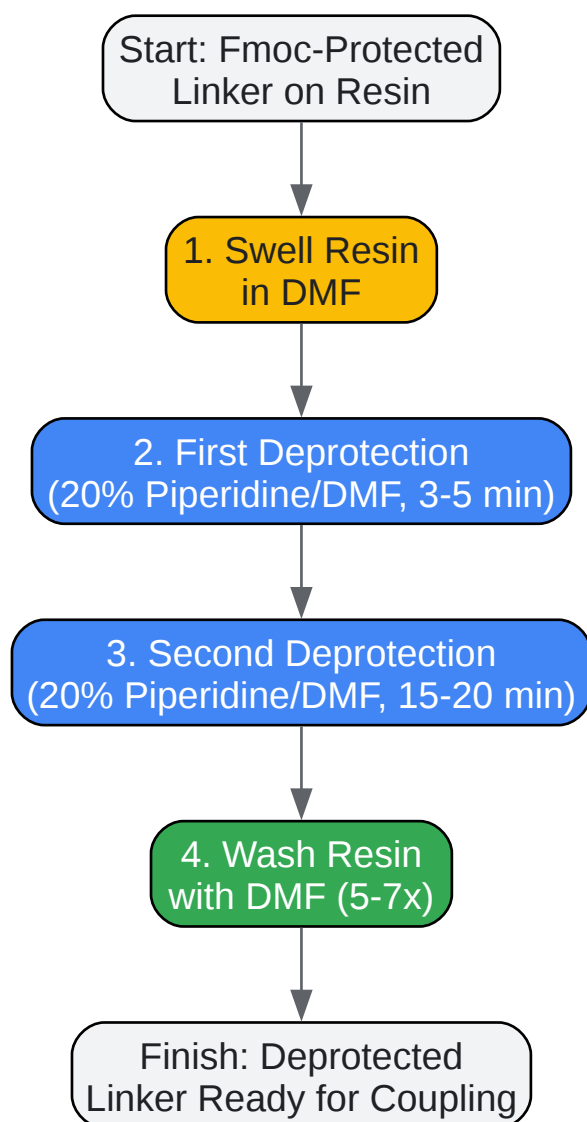 Start: Fmoc-Protected
Linker on Resin
1. Swell Resin
in DMF
2. First Deprotection
(20% Piperidine/DMF, 3-5 min)
3. Second Deprotection
(20% Piperidine/DMF, 15-20 min)
4. Wash Resin
with DMF (5-7x)
Finish: Deprotected
Linker Ready for Coupling